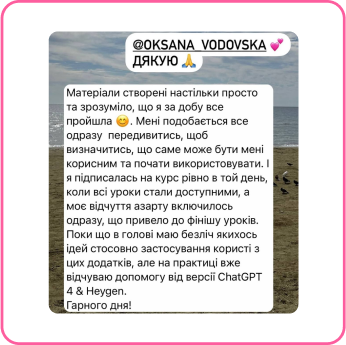 @OKSANA_VODOVSKA 💕
ДЯКУЮ 🙏
Матеріали створені настільки просто
та зрозуміло, що я за добу все
пройшла 😊. Мені подобається все
одразу передивитись, щоб
визначитись, що саме може бути мені
корисним та почати використовувати. І
я підписалась на курс рівно в той день,
коли всі уроки стали доступними, а
моє відчуття азарту включилось
одразу, що привело до фінішу уроків.
Поки що в голові маю безліч якихось
ідей стосовно застосування користі з
цих додатків, але на практиці вже
відчуваю допомогу від версії ChatGPT
4 & Heygen.
Гарного дня!